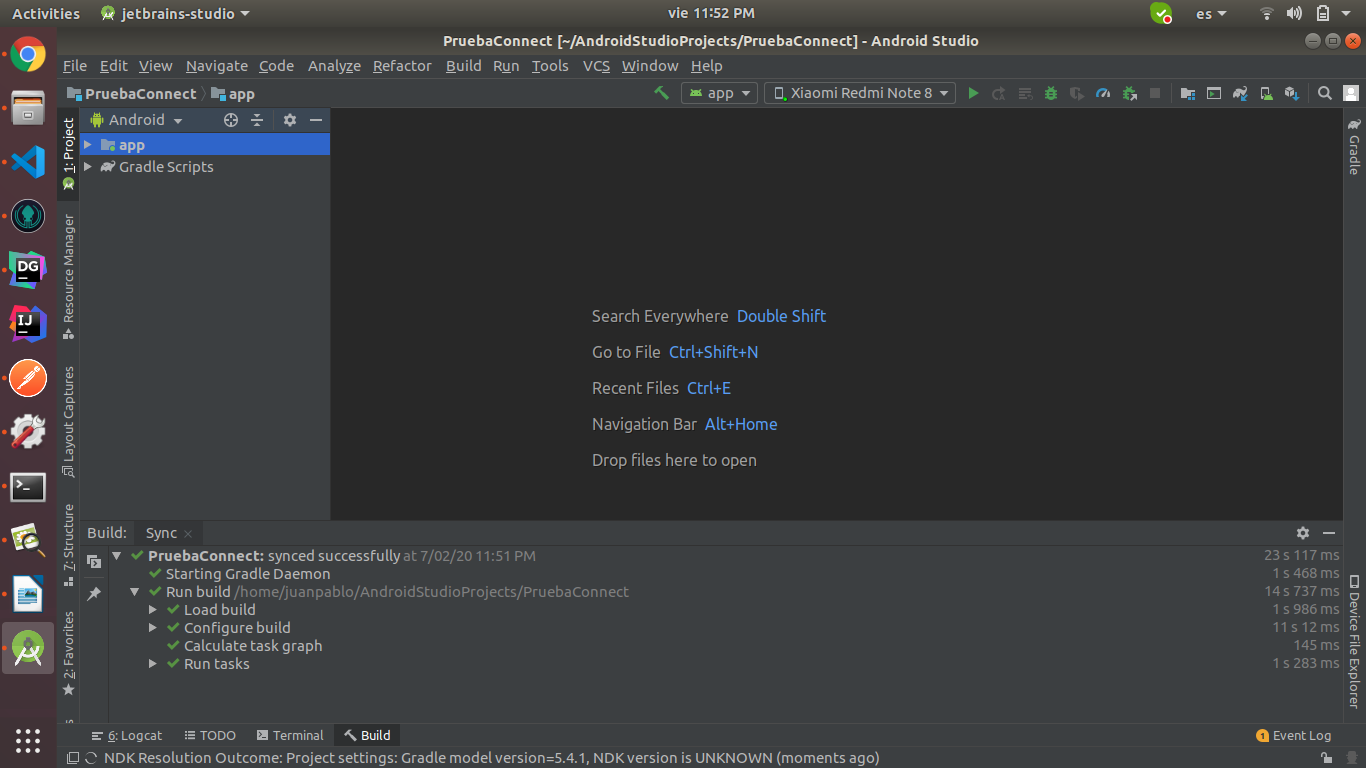 Activities jetbrains-studio vie 11:52 PM es
PruebaConnect [~/AndroidStudioProjects/PruebaConnect] - Android Studio
File Edit View Navigate Code Analyze Refactor Build Run Tools VCS Window Help
PruebaConnect app app Xiaomi Redmi Note 8
Android
app
Gradle Scripts
1: Project
Resource Manager
Layout Captures
7: Structure
2: Favorites
DG
IJ
Gradle
Device File Explorer
Search Everywhere Double Shift
Go to File Ctrl+Shift+N
Recent Files Ctrl+E
Navigation Bar Alt+Home
Drop files here to open
Build: Sync
PruebaConnect: synced successfully at 7/02/20 11:51 PM 23 s 117 ms
Starting Gradle Daemon 1 s 468 ms
Run build /home/juanpablo/AndroidStudioProjects/PruebaConnect 14 s 737 ms
Load build 1 s 986 ms
Configure build 11 s 12 ms
Calculate task graph 145 ms
Run tasks 1 s 283 ms
6: Logcat TODO Terminal Build 1 Event Log
NDK Resolution Outcome: Project settings: Gradle model version=5.4.1, NDK version is UNKNOWN (moments ago)